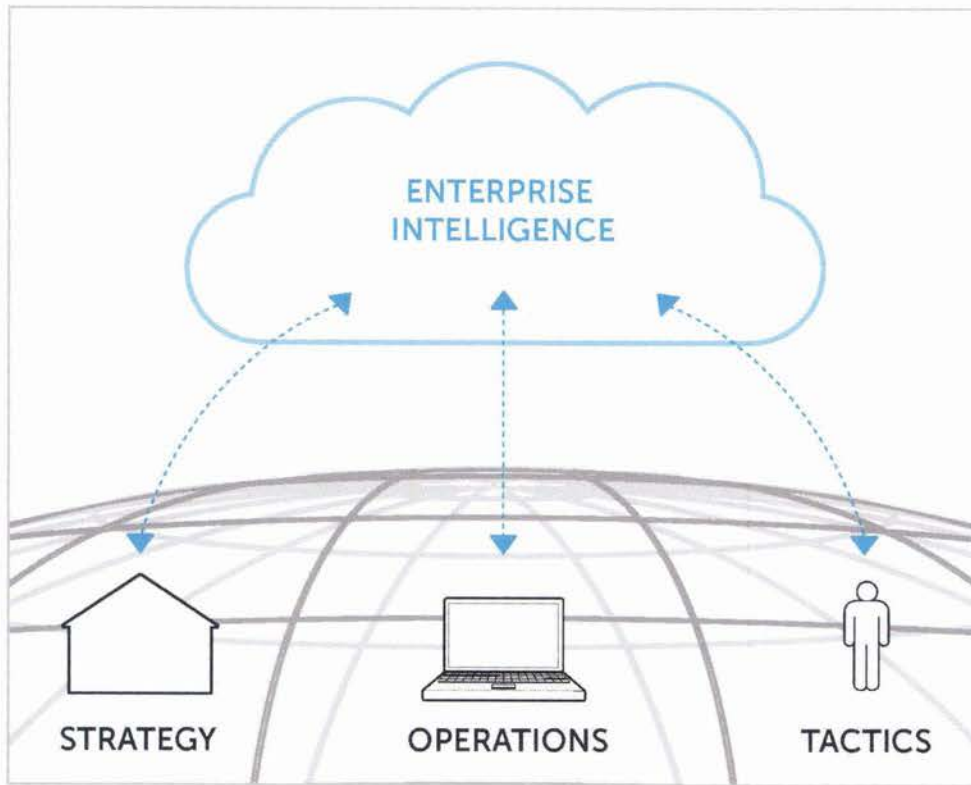 ENTERPRISE
INTELLIGENCE
STRATEGY
OPERATIONS
TACTICS